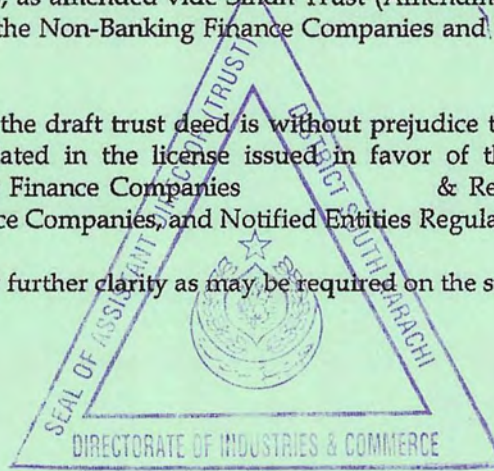 , as amended vide Sindh Trust (Amendm
the Non-Banking Finance Companies and
the draft trust deed is without prejudice t
ated in the license issued in favor of th
Finance Companies & Re
ce Companies, and Notified Entities Regula
further clarity as may be required on the s
SEAL OF ASSISTANT DIRECTOR (TRUST)
DISTRICT SOUTH KARACHI
DIRECTORATE OF INDUSTRIES & COMMERCE